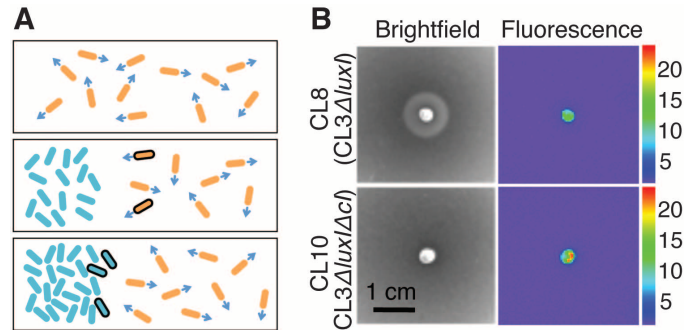 A
B
Brightfield
Fluorescence
CL8
(CL3ΔluxI)
20
15
10
5
CL10
CL3ΔluxIΔcI)
20
15
10
5
1 cm